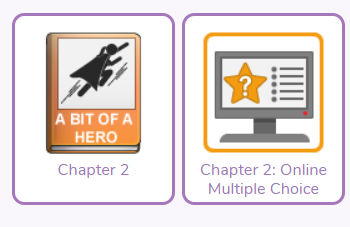 A BIT OF A
HERO
Chapter 2
?
Chapter 2: Online
Multiple Choice